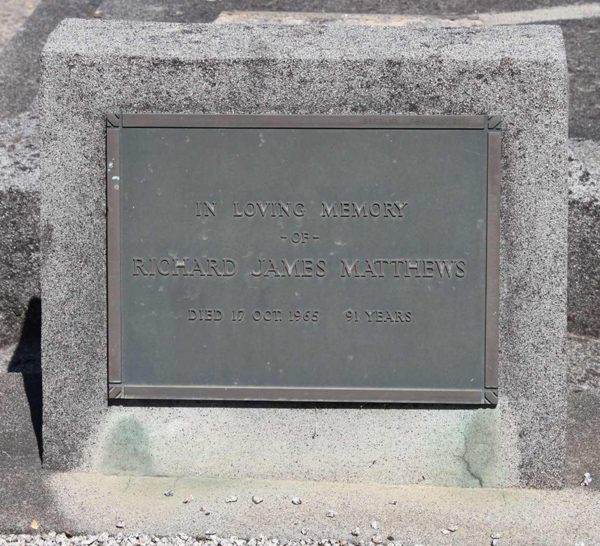 IN LOVING MEMORY
- OF -
RICHARD JAMES MATTHEWS
DIED 17 OCT. 1965 91 YEARS